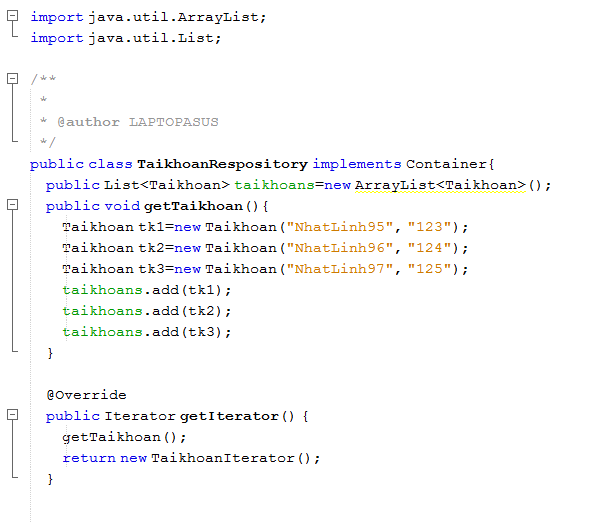 import java.util.ArrayList;
import java.util.List;
/**
*
* @author LAPTOPASUS
*/
public class TaikhoanRespository implements Container{
public List<Taikhoan> taikhoans=new ArrayList<Taikhoan>();
public void getTaikhoan(){
Taikhoan tk1=new Taikhoan("NhatLinh95","123");
Taikhoan tk2=new Taikhoan("NhatLinh96","124");
Taikhoan tk3=new Taikhoan("NhatLinh97","125");
taikhoans.add(tk1);
taikhoans.add(tk2);
taikhoans.add(tk3);
}
@Override
public Iterator getIterator() {
getTaikhoan();
return new TaikhoanIterator();
}